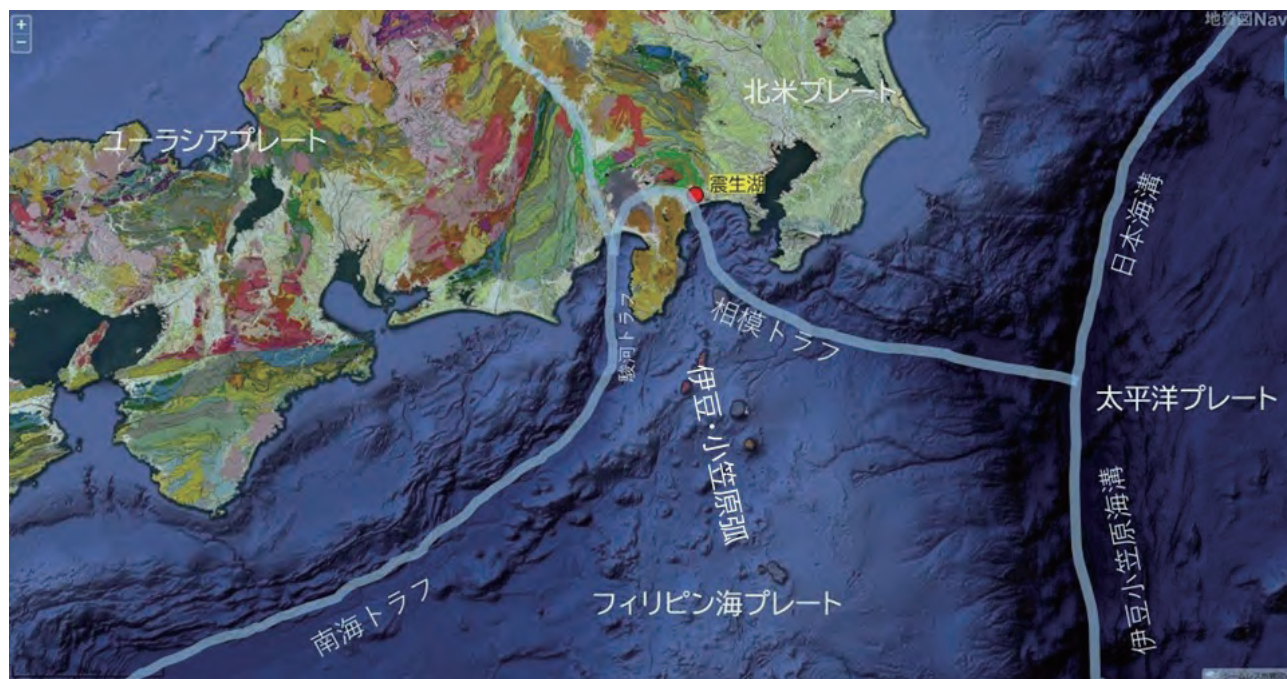 +
−
地質図Nav
北米プレート
ユーラシアプレート
震生湖
日本海溝
駿河トラフ
相模トラフ
伊豆・小笠原弧
太平洋プレート
南海トラフ
フィリピン海プレート
伊豆小笠原海溝